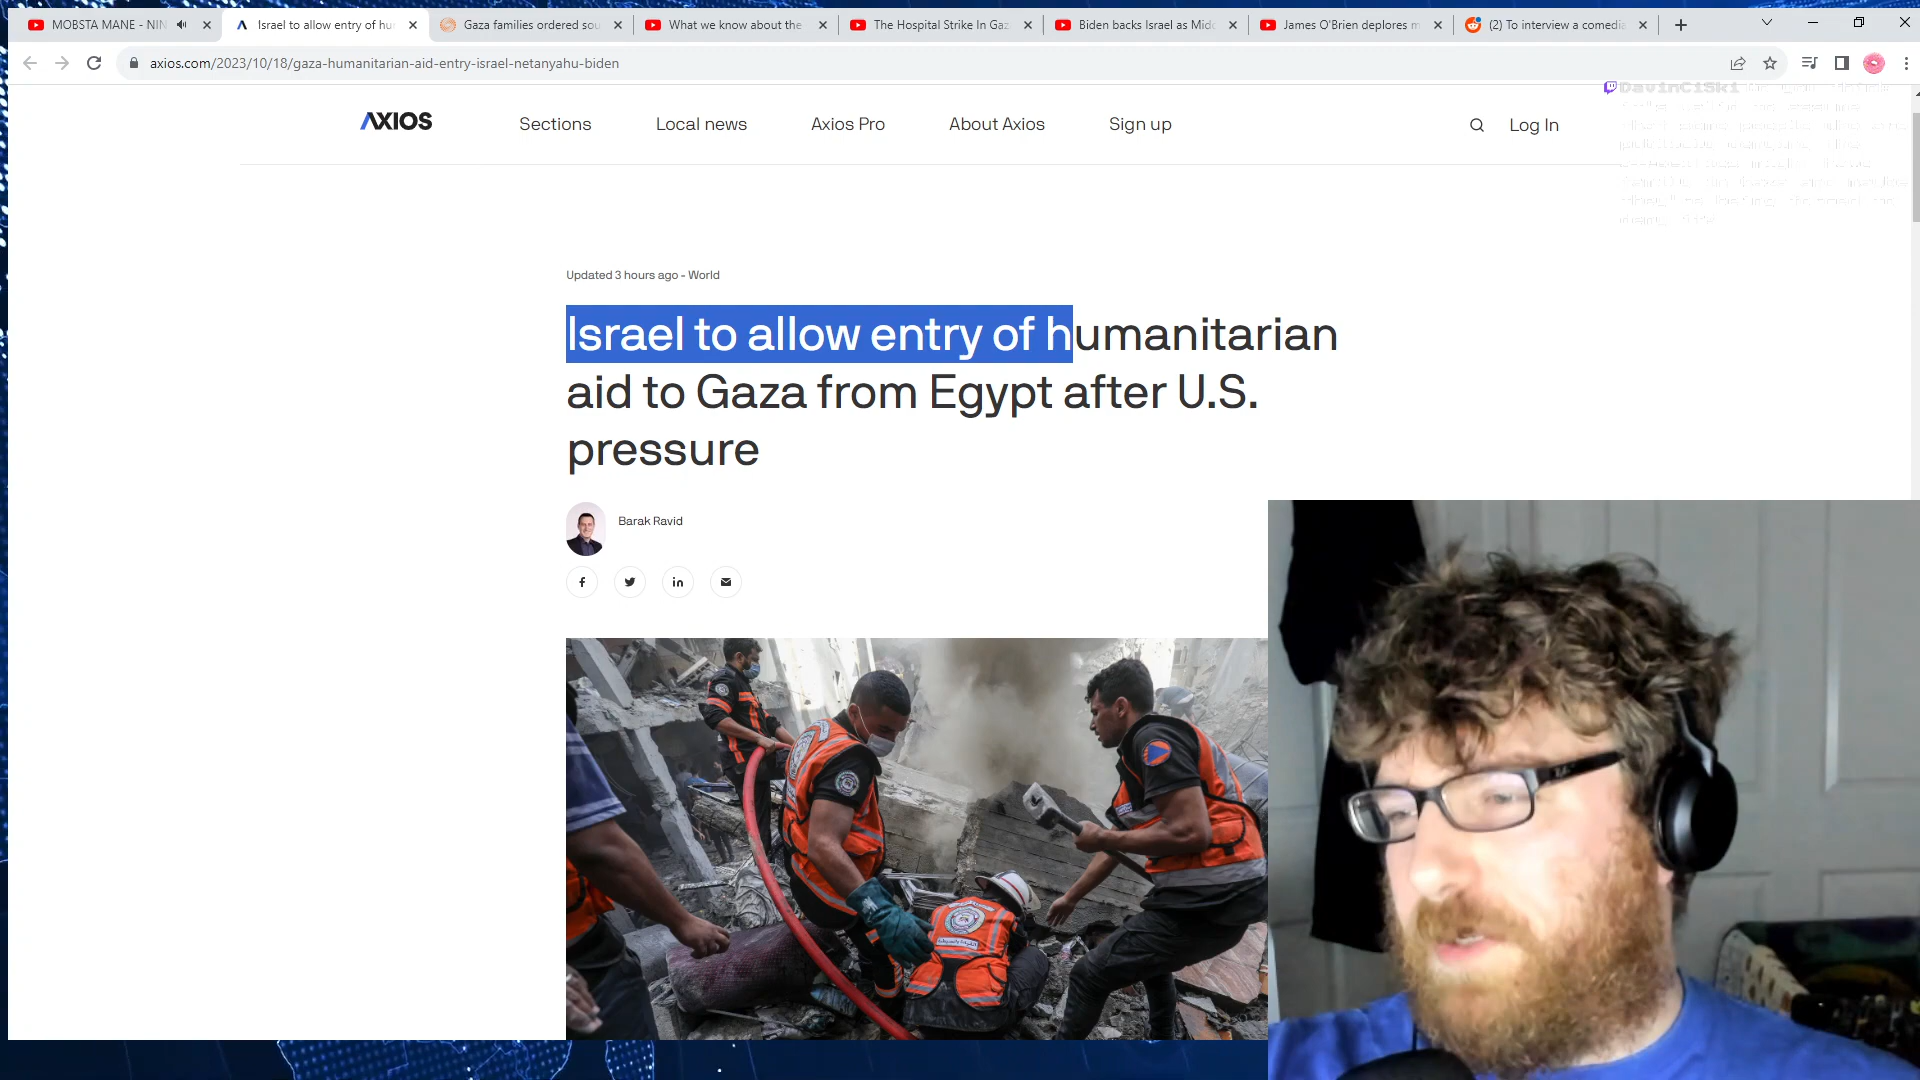 MOBSTA MANE - NIN
Israel to allow entry of hu
Gaza families ordered sou
What we know about the
The Hospital Strike In Gaz
Biden backs Israel as Mid
James O'Brien deplores m
(2) To interview a comedia
axios.com/2023/10/18/gaza-humanitarian-aid-entry-israel-netanyahu-biden
DavinCiSki
AXIOS
Sections
Local news
Axios Pro
About Axios
Sign up
Log In
Updated 3 hours ago - World
Israel to allow entry of humanitarian
aid to Gaza from Egypt after U.S.
pressure
Barak Ravid